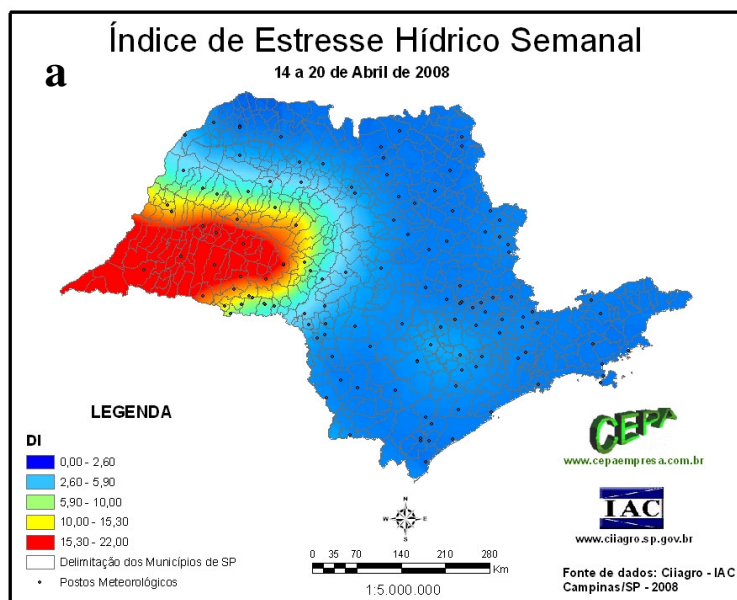 Índice de Estresse Hídrico Semanal
a
14 a 20 de Abril de 2008
LEGENDA
DI
0,00 - 2,60
2,60 - 5,90
5,90 - 10,00
10,00 - 15,30
15,30 - 22,00
Delimitação dos Municípios de SP
Postos Meteorológicos
N
W E
S
0 35 70 140 210 280
Km
1:5.000.000
CEPA
www.cepaempresa.com.br
IAC
www.ciiagro.sp.gov.br
Fonte de dados: Ciiagro - IAC
Campinas/SP - 2008